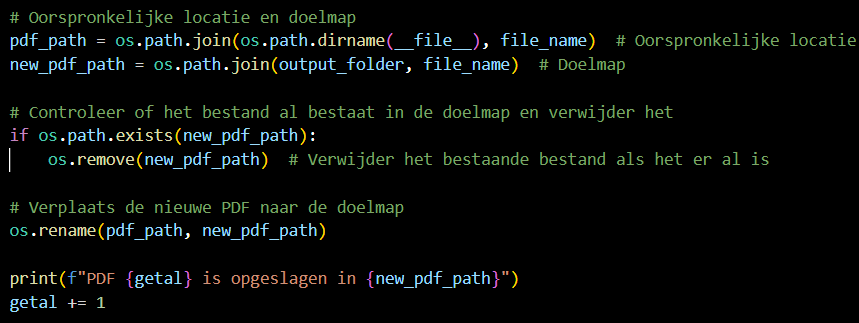 # Oorspronkelijke locatie en doelmap
pdf_path = os.path.join(os.path.dirname(__file__), file_name)  # Oorspronkelijke locatie
new_pdf_path = os.path.join(output_folder, file_name)  # Doelmap
# Controleer of het bestand al bestaat in de doelmap en verwijder het
if os.path.exists(new_pdf_path):
    os.remove(new_pdf_path)  # Verwijder het bestaande bestand als het er al is
# Verplaats de nieuwe PDF naar de doelmap
os.rename(pdf_path, new_pdf_path)
print(f"PDF {getal} is opgeslagen in {new_pdf_path}")
getal += 1